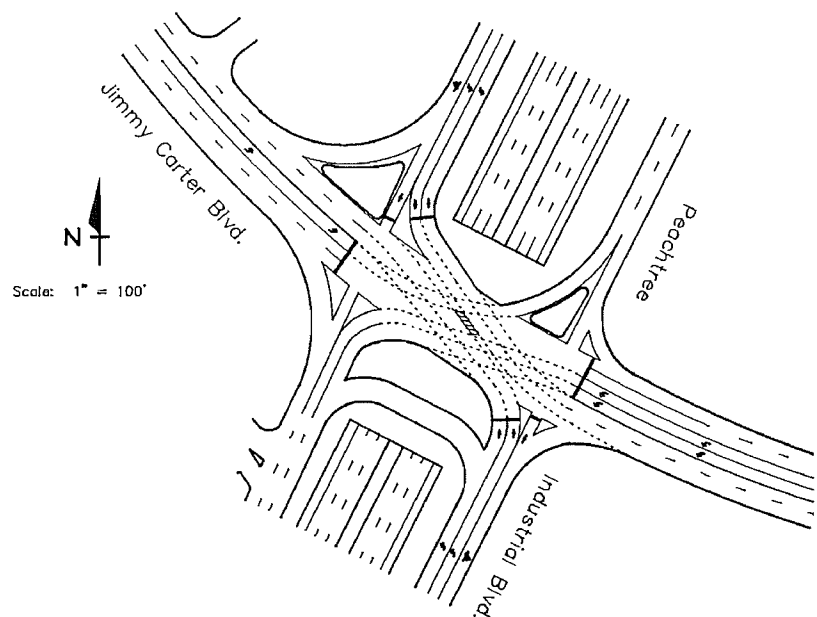 Jimmy Carter Blvd.
N
Scale: 1" = 100'
Peachtree
Industrial Blvd.